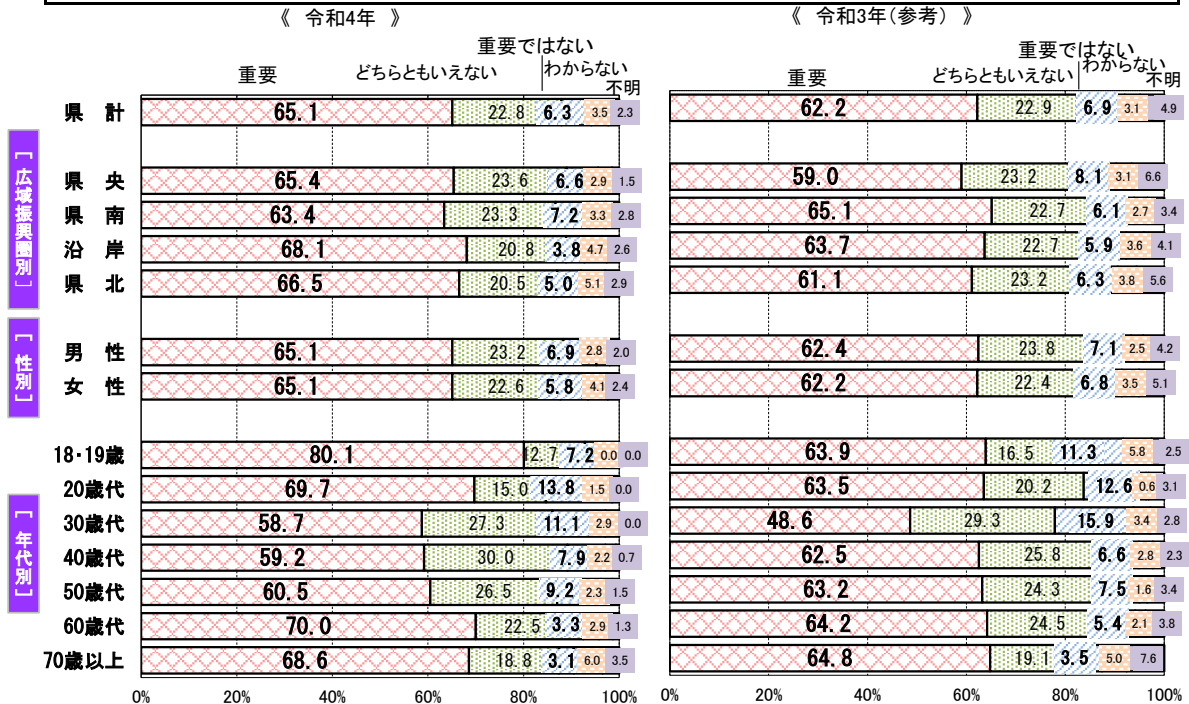 《 令和4年 》
《 令和3年(参考) 》
重要 どちらともいえない 重要ではない わからない 不明
重要 どちらともいえない 重要ではない わからない 不明
県 計 65.1 22.8 6.3 3.5 2.3 62.2 22.9 6.9 3.1 4.9
[広域振興圏別]
県 央 65.4 23.6 6.6 2.9 1.5 59.0 23.2 8.1 3.1 6.6
県 南 63.4 23.3 7.2 3.3 2.8 65.1 22.7 6.1 2.7 3.4
沿 岸 68.1 20.8 3.8 4.7 2.6 63.7 22.7 5.9 3.6 4.1
県 北 66.5 20.5 5.0 5.1 2.9 61.1 23.2 6.3 3.8 5.6
[性別]
男 性 65.1 23.2 6.9 2.8 2.0 62.4 23.8 7.1 2.5 4.2
女 性 65.1 22.6 5.8 4.1 2.4 62.2 22.4 6.8 3.5 5.1
[年代別]
18・19歳 80.1 12.7 7.2 0.0 0.0 63.9 16.5 11.3 5.8 2.5
20歳代 69.7 15.0 13.8 1.5 0.0 63.5 20.2 12.6 0.6 3.1
30歳代 58.7 27.3 11.1 2.9 0.0 48.6 29.3 15.9 3.4 2.8
40歳代 59.2 30.0 7.9 2.2 0.7 62.5 25.8 6.6 2.8 2.3
50歳代 60.5 26.5 9.2 2.3 1.5 63.2 24.3 7.5 1.6 3.4
60歳代 70.0 22.5 3.3 2.9 1.3 64.2 24.5 5.4 2.1 3.8
70歳以上 68.6 18.8 3.1 6.0 3.5 64.8 19.1 3.5 5.0 7.6
0% 20% 40% 60% 80% 100% 0% 20% 40% 60% 80% 100%